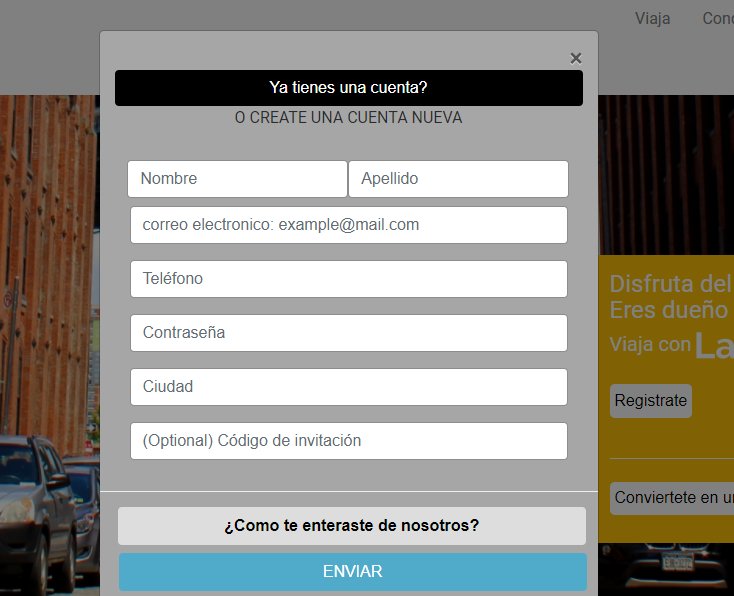 Viaja
×
Ya tienes una cuenta?
O CREATE UNA CUENTA NUEVA
Nombre Apellido
correo electronico: example@mail.com
Teléfono
Contraseña
Ciudad
(Optional) Código de invitación
¿Como te enteraste de nosotros?
ENVIAR
Disfruta del
Eres dueño
Viaja con La
Registrate
Conviertete en